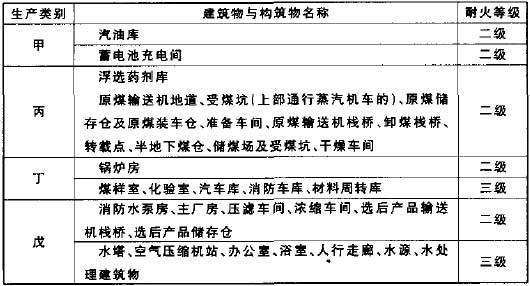 生产类别 建筑物与构筑物名称 耐火等级
甲 汽油库 二级
蓄电池充电间 二级
丙 浮选药剂库 二级
原煤输送机地道、受煤坑(上部通行蒸汽机车的)、原煤储
存仓及原煤装车仓、准备车间、原煤输送机栈桥、卸煤栈桥、
转载点、半地下煤仓、储煤场及受煤坑、干燥车间
丁 锅炉房 二级
煤样室、化验室、汽车库、消防车库、材料周转库 三级
戊 消防水泵房、主厂房、压滤车间、浓缩车间、选后产品输送 二级
机栈桥、选后产品储存仓
水塔、空气压缩机站、办公室、浴室、人行走廊、水源、水处 三级
理建筑物